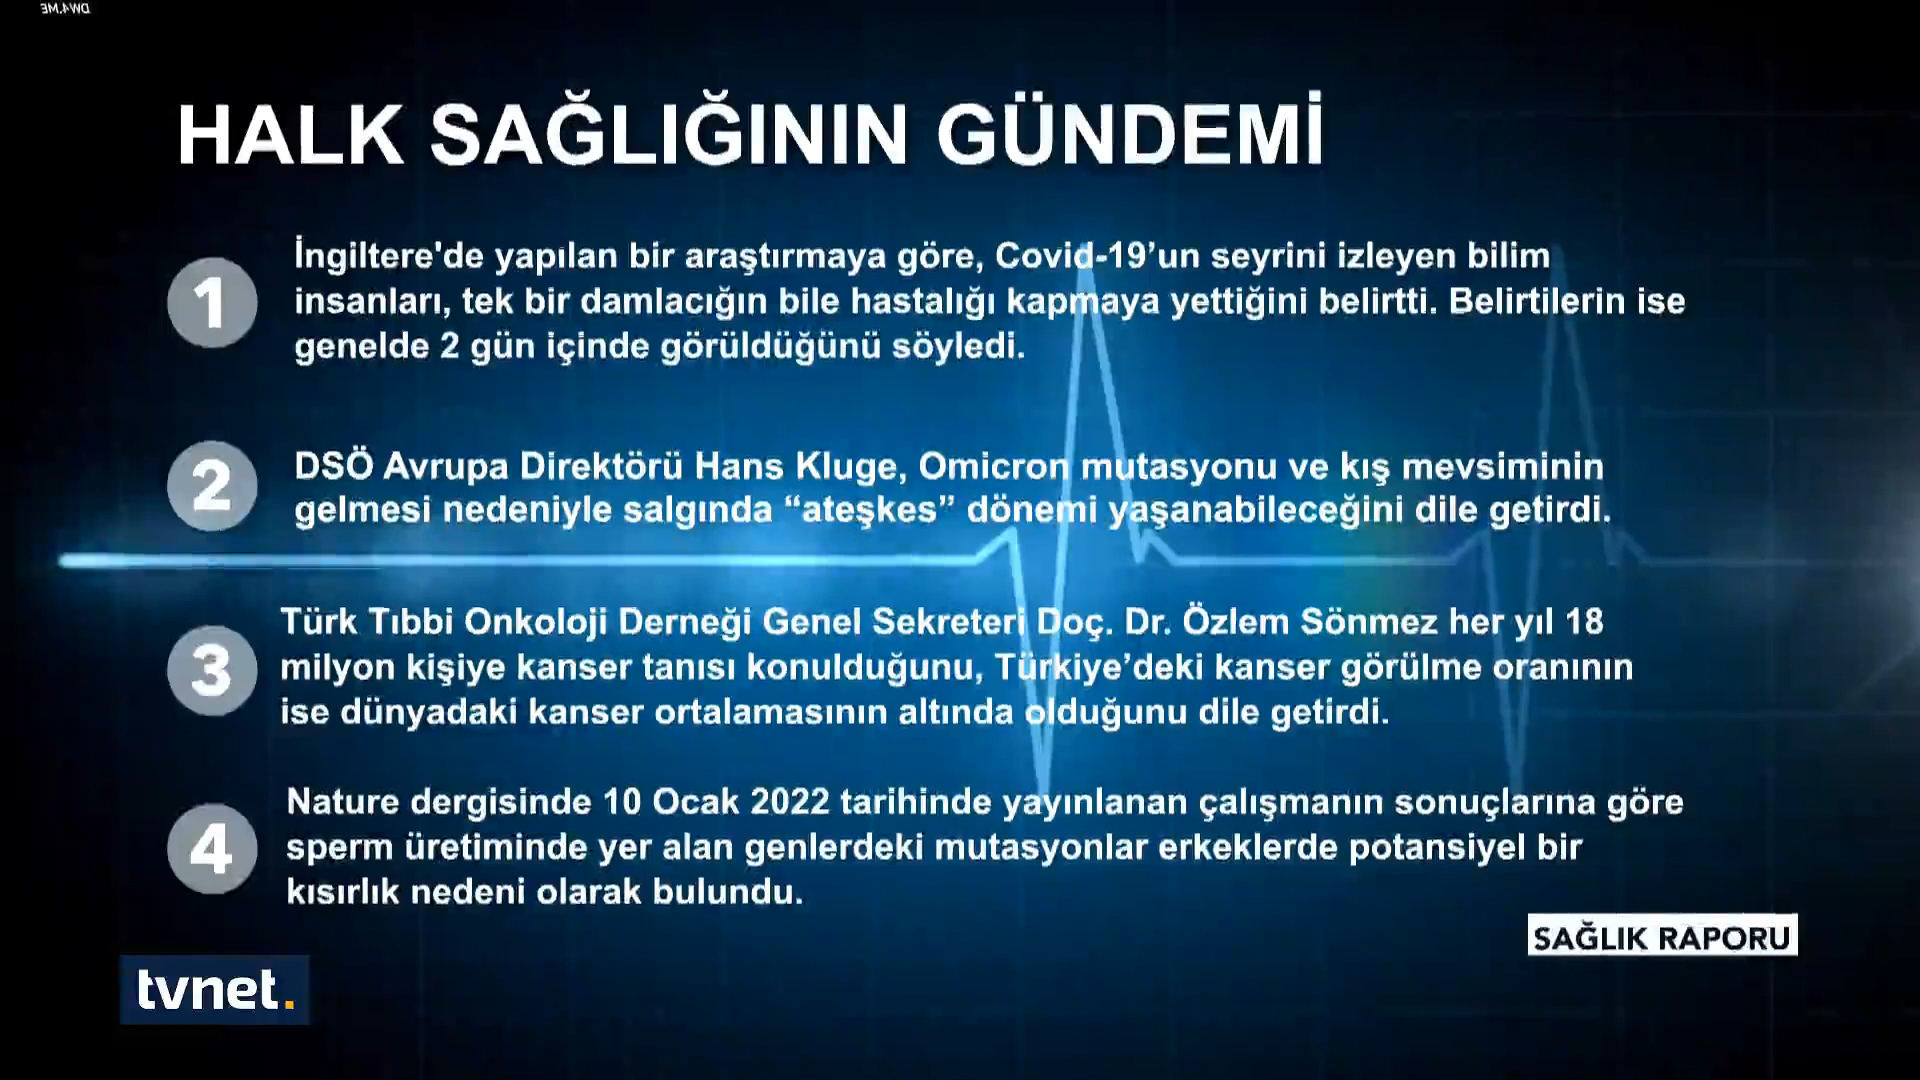 DW4.ME
HALK SAĞLIĞININ GÜNDEMİ
1
İngiltere'de yapılan bir araştırmaya göre, Covid-19’un seyrini izleyen bilim
insanları, tek bir damlacığın bile hastalığı kapmaya yettiğini belirtti. Belirtilerin ise
genelde 2 gün içinde görüldüğünü söyledi.
2
DSÖ Avrupa Direktörü Hans Kluge, Omicron mutasyonu ve kış mevsiminin
gelmesi nedeniyle salgında “ateşkes” dönemi yaşanabileceğini dile getirdi.
3
Türk Tıbbi Onkoloji Derneği Genel Sekreteri Doç. Dr. Özlem Sönmez her yıl 18
milyon kişiye kanser tanısı konulduğunu, Türkiye’deki kanser görülme oranının
ise dünyadaki kanser ortalamasının altında olduğunu dile getirdi.
4
Nature dergisinde 10 Ocak 2022 tarihinde yayınlanan çalışmanın sonuçlarına göre
sperm üretiminde yer alan genlerdeki mutasyonlar erkeklerde potansiyel bir
kısırlık nedeni olarak bulundu.
SAĞLIK RAPORU
tvnet.